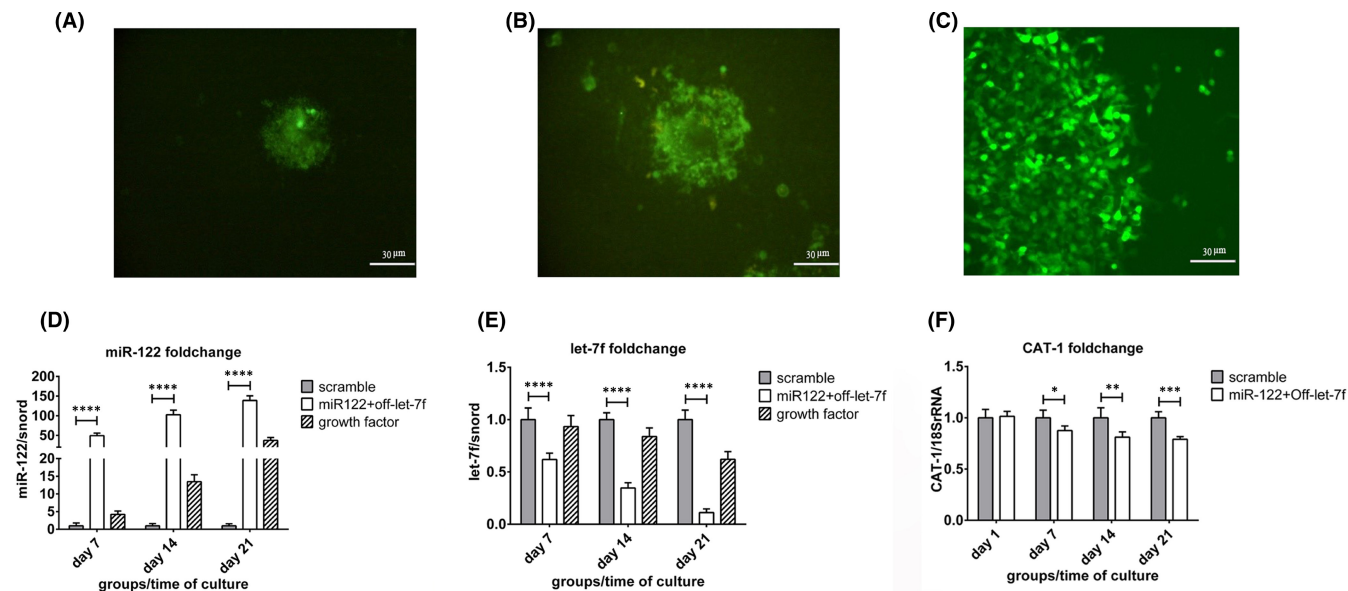 (A)
30 µm
(B)
30 µm
(C)
30 µm
(D)
miR-122 foldchange
miR-122/snord
200
150
100
50
20
15
10
5
0
****
****
****
day 7
day 14
day 21
groups/time of culture
scramble
miR122+off-let-7f
growth factor
(E)
let-7f foldchange
let-7f/snord
1.5
1.0
0.5
0.0
****
****
****
day 7
day 14
day 21
groups/time of culture
scramble
miR122+off-let-7f
growth factor
(F)
CAT-1 foldchange
CAT-1/18SrRNA
1.5
1.0
0.5
0.0
*
**
***
day 1
day 7
day 14
day 21
groups/time of culture
scramble
miR-122+Off-let-7f